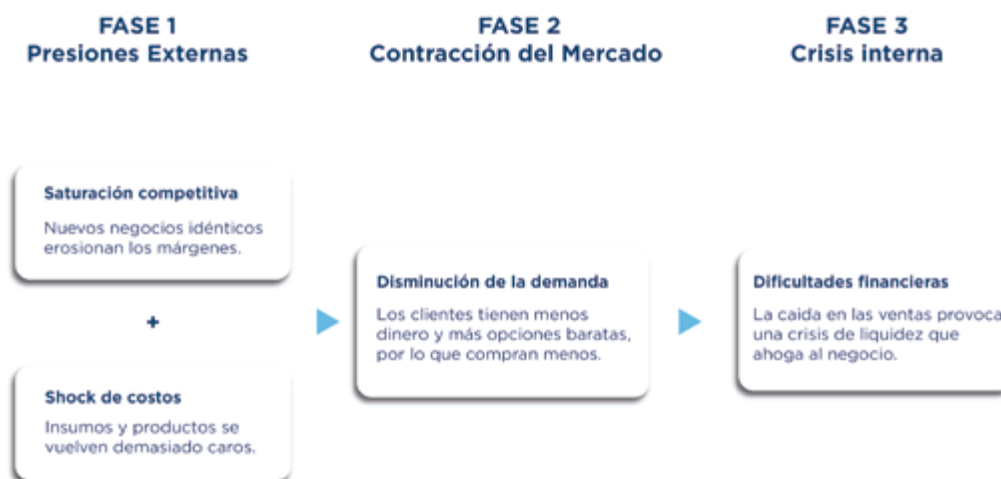 FASE 1
Presiones Externas
FASE 2
Contracción del Mercado
FASE 3
Crisis interna
Saturación competitiva
Nuevos negocios idénticos
erosionan los márgenes.
+
Shock de costos
Insumos y productos se
vuelven demasiado caros.
Disminución de la demanda
Los clientes tienen menos
dinero y más opciones baratas,
por lo que compran menos.
Dificultades financieras
La caida en las ventas provoca
una crisis de liquidez que
ahoga al negocio.